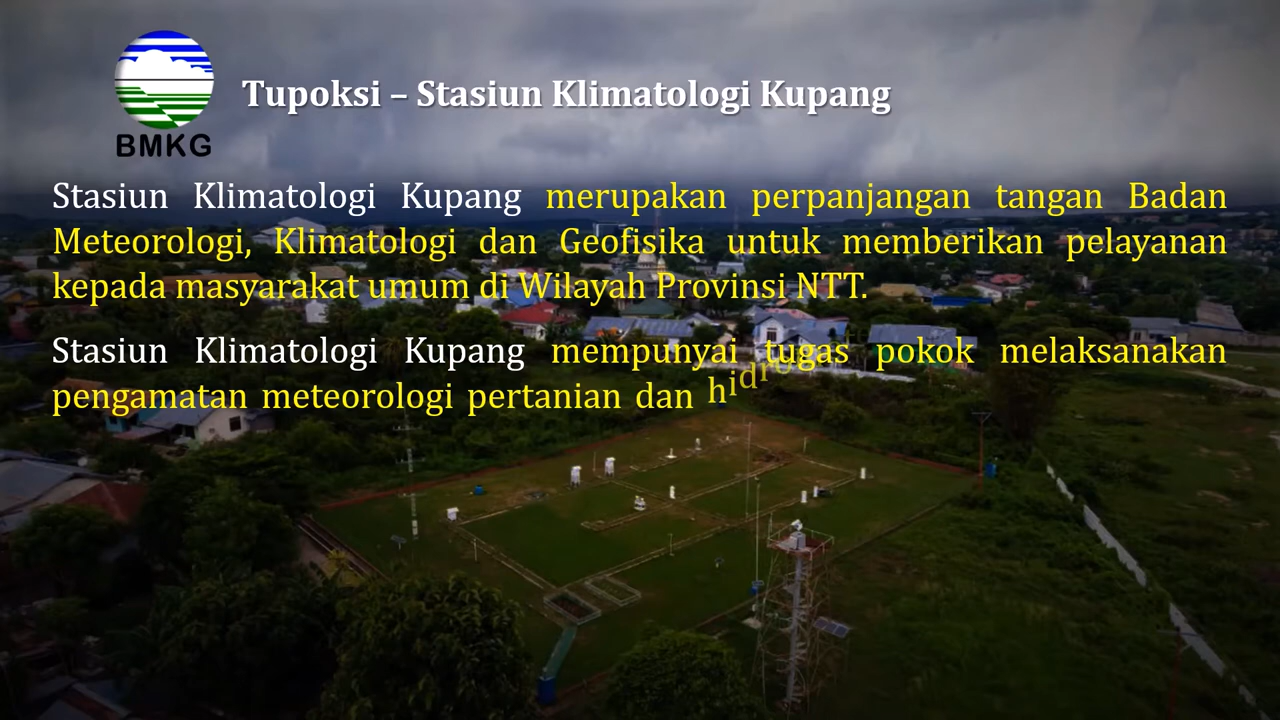 BMKG
Tupoksi – Stasiun Klimatologi Kupang
Stasiun Klimatologi Kupang merupakan perpanjangan tangan Badan
Meteorologi, Klimatologi dan Geofisika untuk memberikan pelayanan
kepada masyarakat umum di Wilayah Provinsi NTT.
Stasiun Klimatologi Kupang mempunyai tugas pokok melaksanakan
pengamatan meteorologi pertanian dan